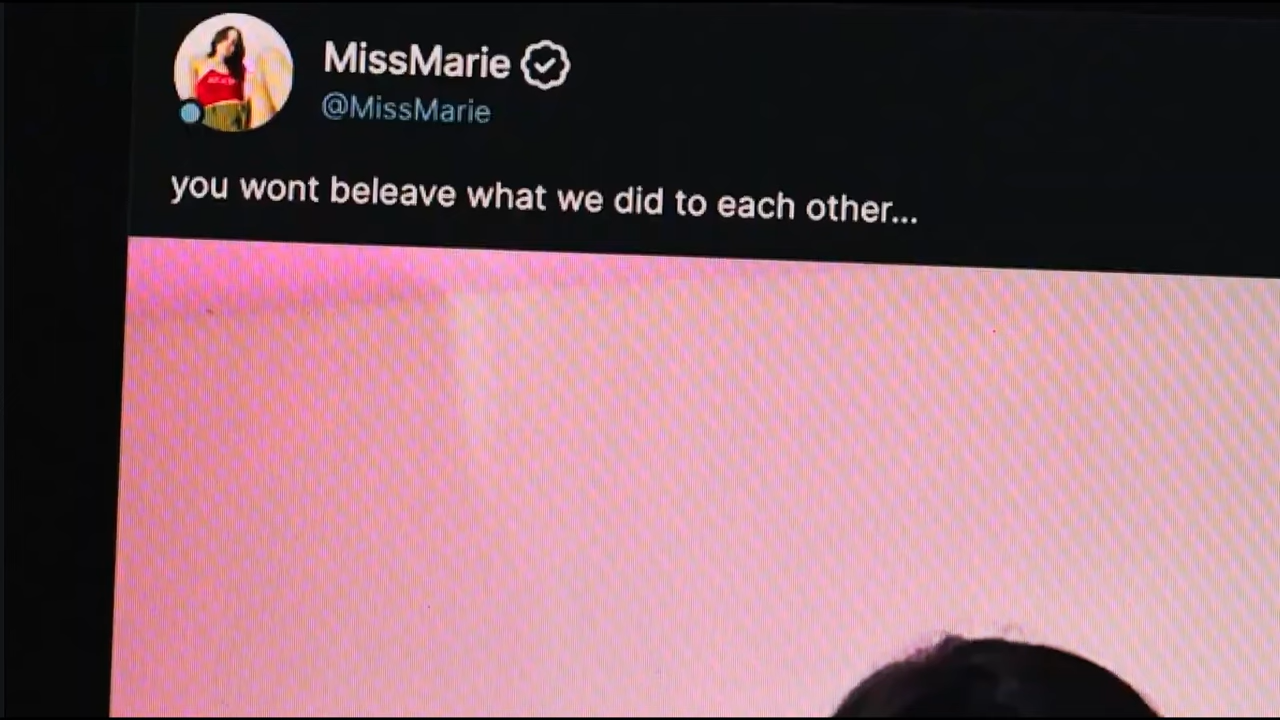 MissMarie
@MissMarie
you wont beleave what we did to each other...